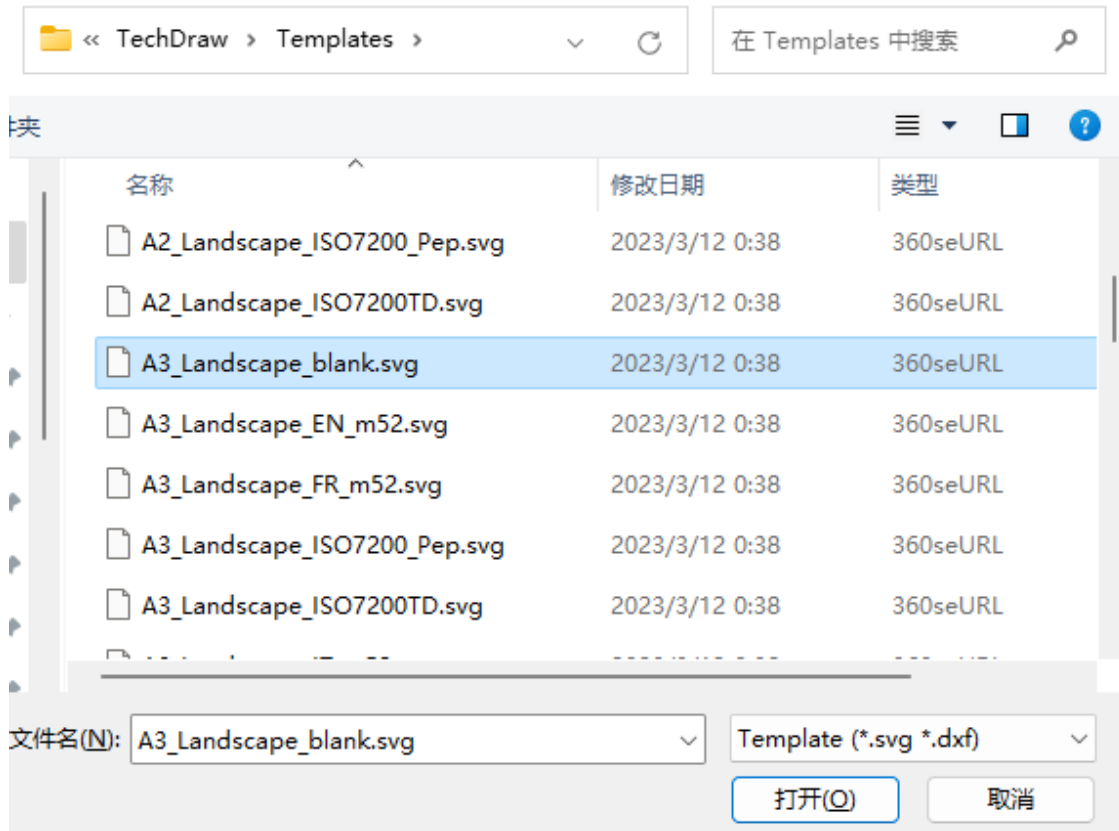 « TechDraw › Templates ›
在 Templates 中搜索
夹
名称 修改日期 类型
A2_Landscape_ISO7200_Pep.svg 2023/3/12 0:38 360seURL
A2_Landscape_ISO7200TD.svg 2023/3/12 0:38 360seURL
A3_Landscape_blank.svg 2023/3/12 0:38 360seURL
A3_Landscape_EN_m52.svg 2023/3/12 0:38 360seURL
A3_Landscape_FR_m52.svg 2023/3/12 0:38 360seURL
A3_Landscape_ISO7200_Pep.svg 2023/3/12 0:38 360seURL
A3_Landscape_ISO7200TD.svg 2023/3/12 0:38 360seURL
文件名(N): A3_Landscape_blank.svg Template (*.svg *.dxf)
打开(O) 取消